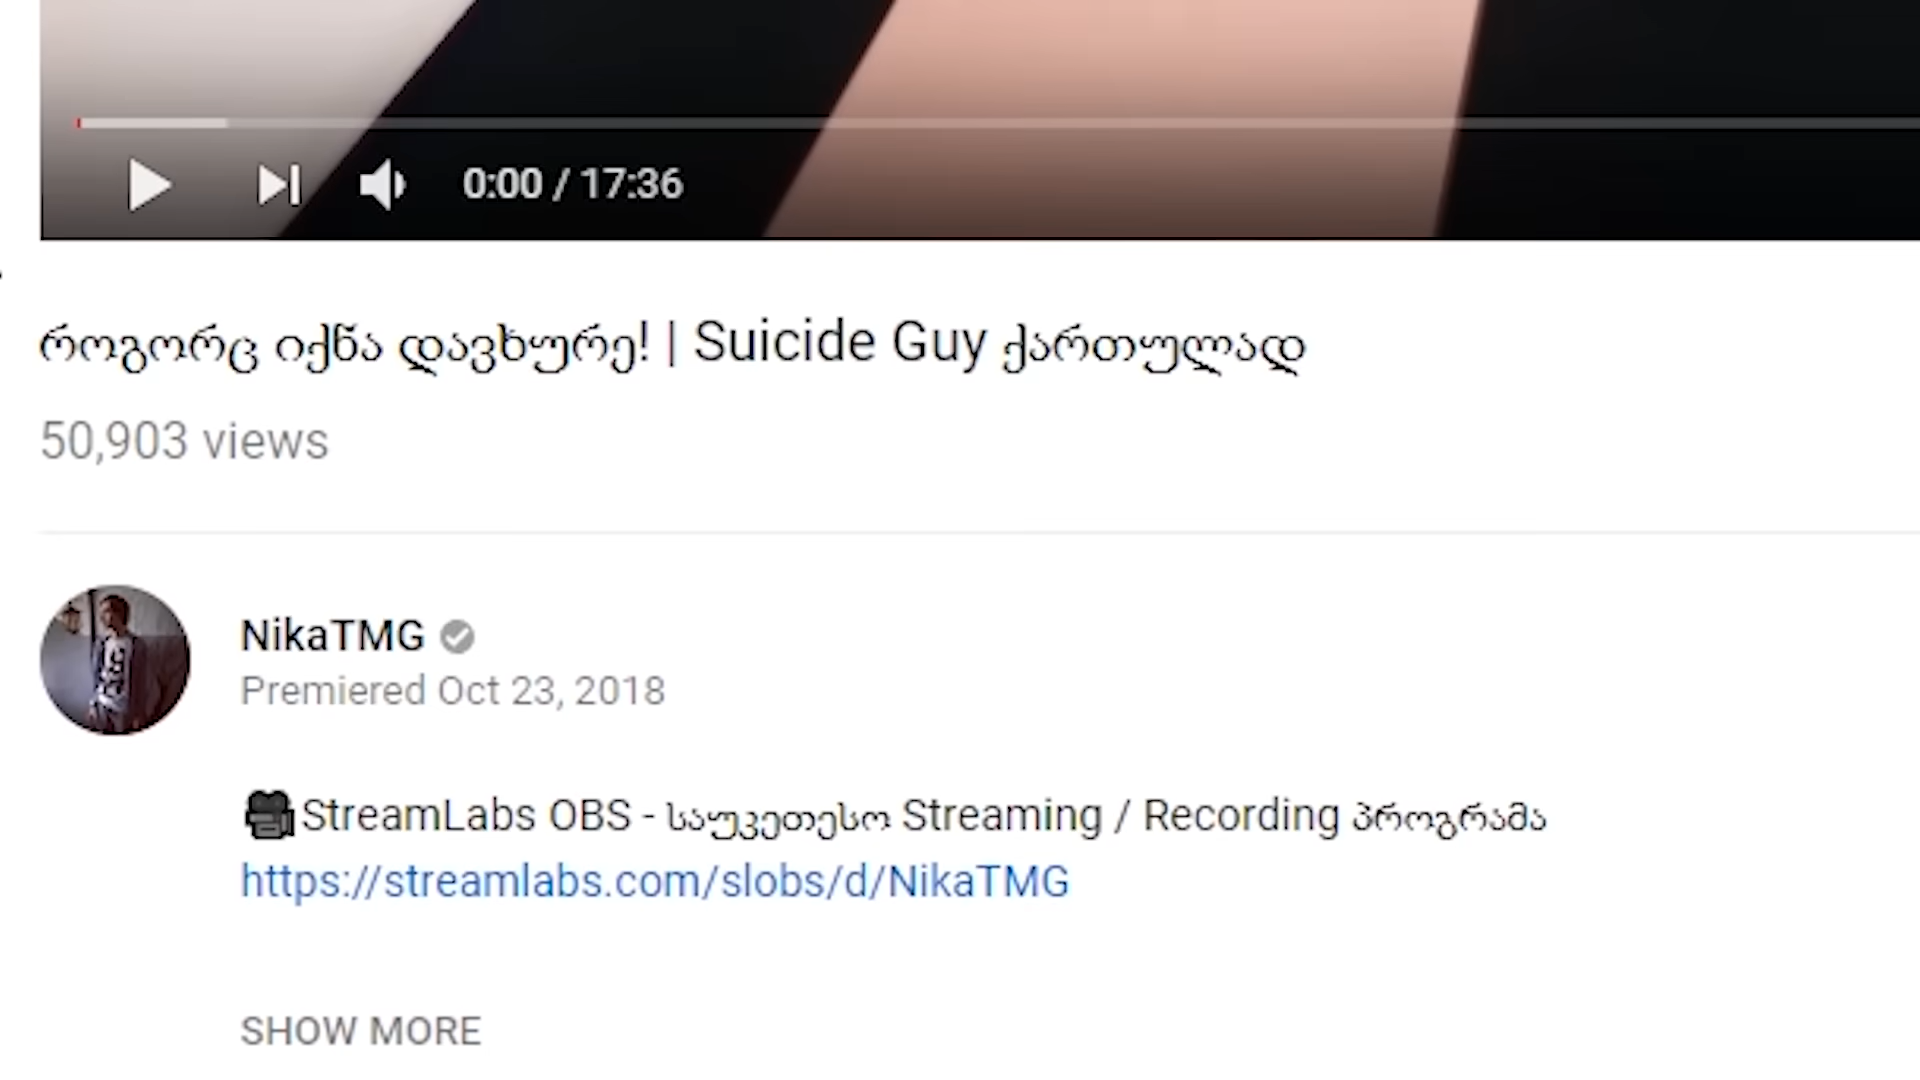 0:00 / 17:36
როგორც იქნა დავხურე! | Suicide Guy ქართულად
50,903 views
NikaTMG
Premiered Oct 23, 2018
🎥StreamLabs OBS - საუკეთესო Streaming / Recording პროგრამა
https://streamlabs.com/slobs/d/NikaTMG
SHOW MORE